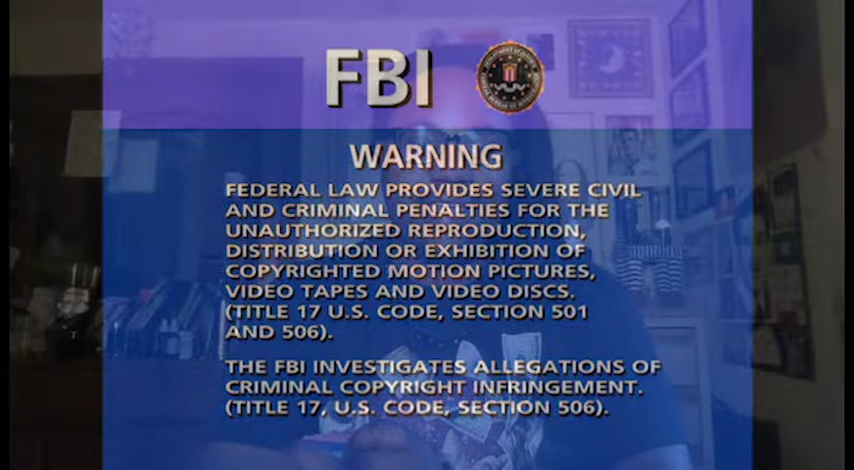 FBI
WARNING
FEDERAL LAW PROVIDES SEVERE CIVIL
AND CRIMINAL PENALTIES FOR THE
UNAUTHORIZED REPRODUCTION,
DISTRIBUTION OR EXHIBITION OF
COPYRIGHTED MOTION PICTURES,
VIDEO TAPES AND VIDEO DISCS.
(TITLE 17 U.S. CODE, SECTION 501
AND 506).
THE FBI INVESTIGATES ALLEGATIONS OF
CRIMINAL COPYRIGHT INFRINGEMENT.
(TITLE 17, U.S. CODE, SECTION 506).